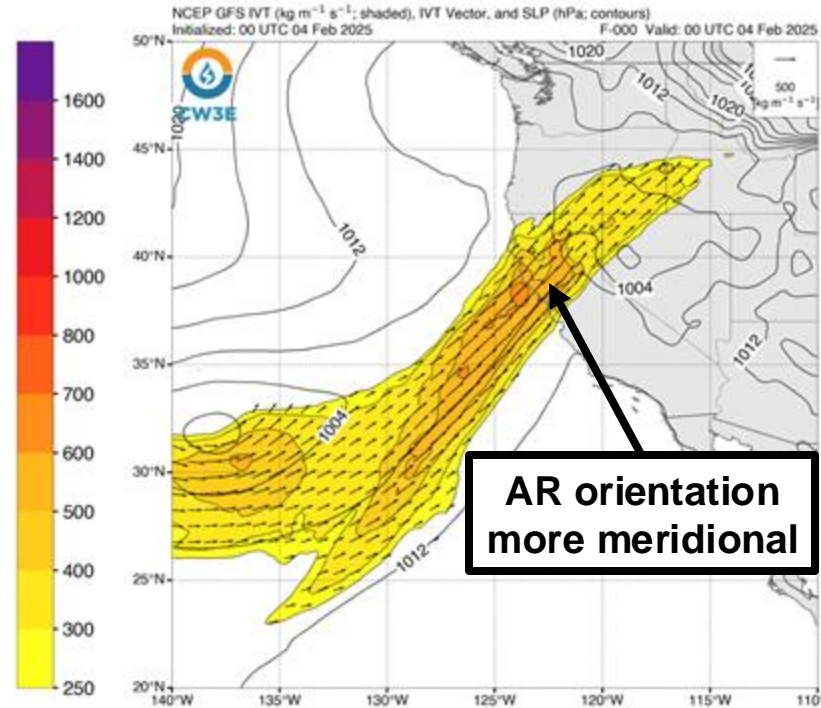 NCEP GFS IVT (kg m⁻¹ s⁻¹; shaded), IVT Vector, and SLP (hPa; contours)
Initialized: 00 UTC 04 Feb 2025 F-000 Valid: 00 UTC 04 Feb 2025
CW3E
500
kg m⁻¹ s⁻¹
50°N
45°N
40°N
35°N
30°N
25°N
20°N
140°W 135°W 130°W 125°W 120°W 115°W 110°
1600
1400
1200
1000
800
700
600
500
400
300
250
1020
1012
1020
1020
1012
1004
1004
1012
1012
AR orientation
more meridional